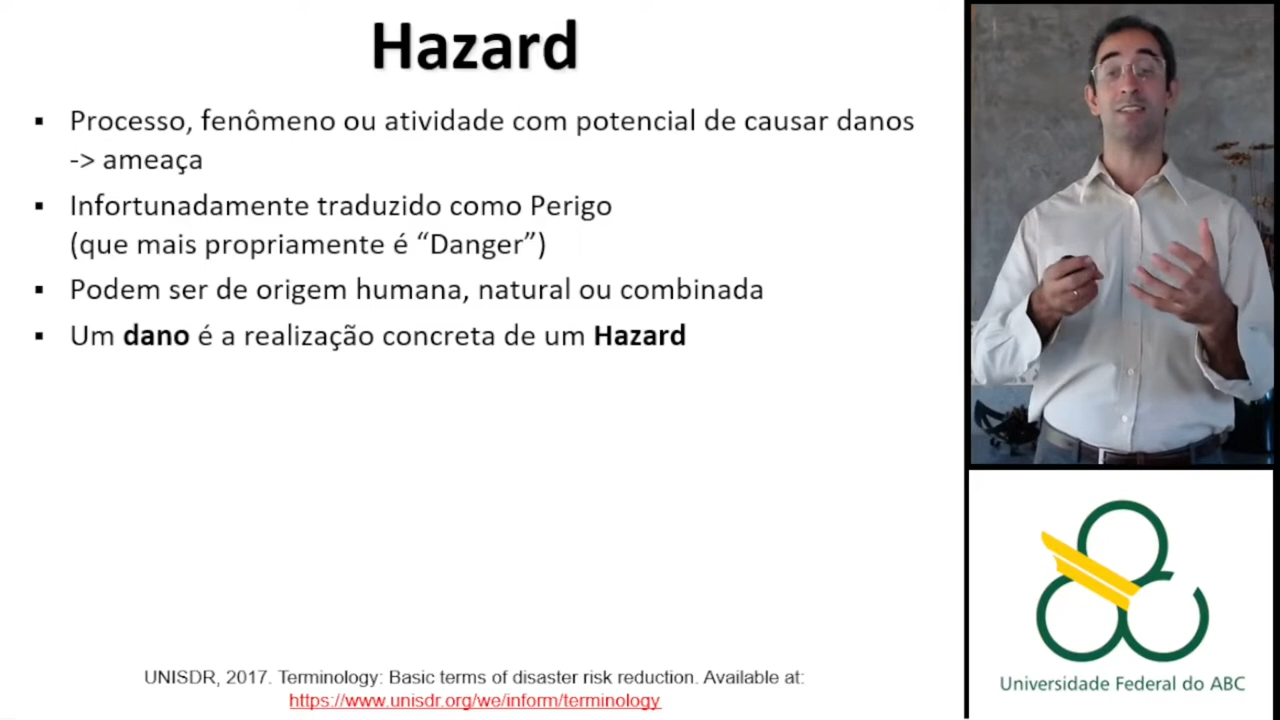 Hazard
▪ Processo, fenômeno ou atividade com potencial de causar danos
-> ameaça
▪ Infortunadamente traduzido como Perigo
(que mais propriamente é “Danger”)
▪ Podem ser de origem humana, natural ou combinada
▪ Um dano é a realização concreta de um Hazard
UNISDR, 2017. Terminology: Basic terms of disaster risk reduction. Available at:
https://www.unisdr.org/we/inform/terminology
Universidade Federal do ABC